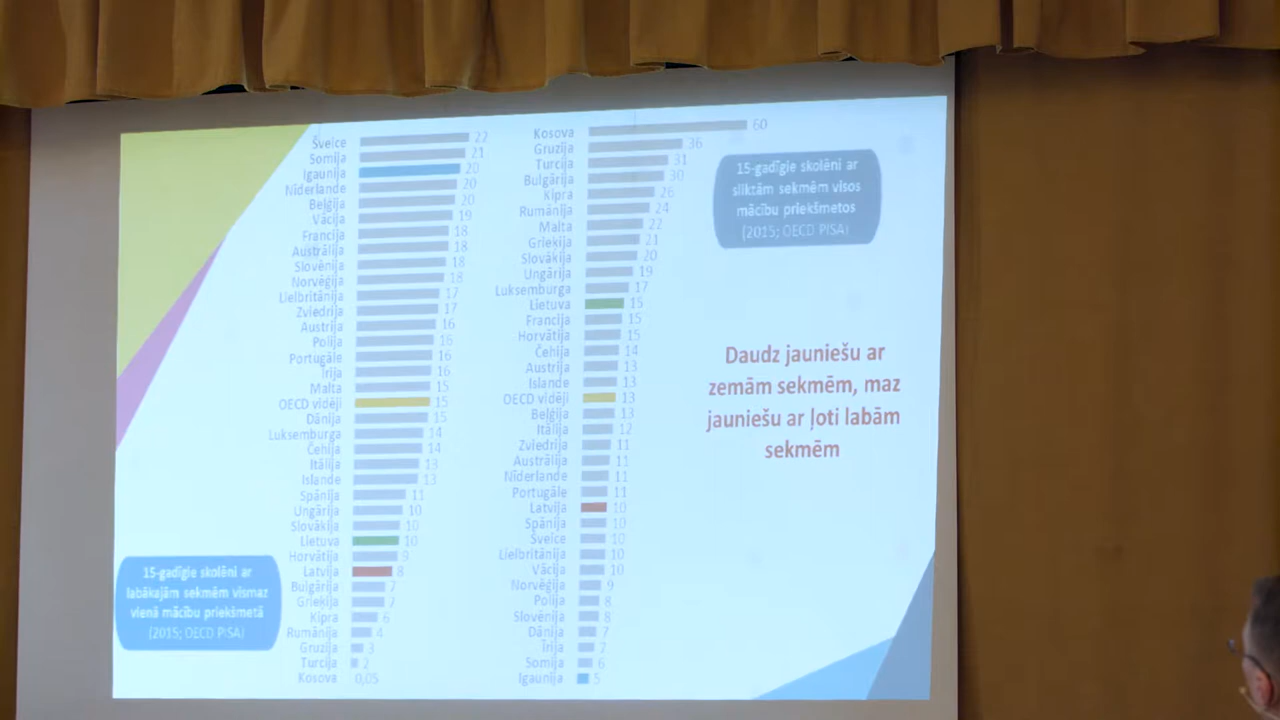 Šveice 22
Somija 21
Igaunija 20
Nīderlande 20
Beļģija 20
Vācija 19
Francija 18
Austrālija 18
Slovēnija 18
Norvēģija 18
Lielbritānija 17
Zviedrija 17
Austrija 16
Polija 16
Portugāle 16
Īrija 16
Malta 15
OECD vidēji 15
Dānija 15
Luksemburga 14
Čehija 14
Itālija 13
Islande 13
Spānija 11
Ungārija 10
Slovākija 10
Lietuva 10
Horvātija 9
Latvija 8
Bulgārija 7
Grieķija 7
Kipra 6
Rumānija 4
Gruzija 3
Turcija 2
Kosova 0,05
15-gadīgie skolēni ar
labākajām sekmēm vismaz
vienā mācību priekšmetā
(2015; OECD PISA)
Kosova 60
Gruzija 36
Turcija 31
Bulgārija 30
Kipra 26
Rumānija 24
Malta 22
Grieķija 21
Slovākija 20
Ungārija 19
Luksemburga 17
Lietuva 15
Francija 15
Horvātija 15
Čehija 14
Austrija 13
Islande 13
OECD vidēji 13
Beļģija 13
Itālija 12
Zviedrija 11
Austrālija 11
Nīderlande 11
Portugāle 11
Latvija 10
Spānija 10
Šveice 10
Lielbritānija 10
Vācija 10
Norvēģija 9
Polija 8
Slovēnija 8
Dānija 7
Īrija 7
Somija 6
Igaunija 5
15-gadīgie skolēni ar
sliktām sekmēm visos
mācību priekšmetos
(2015; OECD PISA)
Daudz jauniešu ar
zemām sekmēm, maz
jauniešu ar ļoti labām
sekmēm